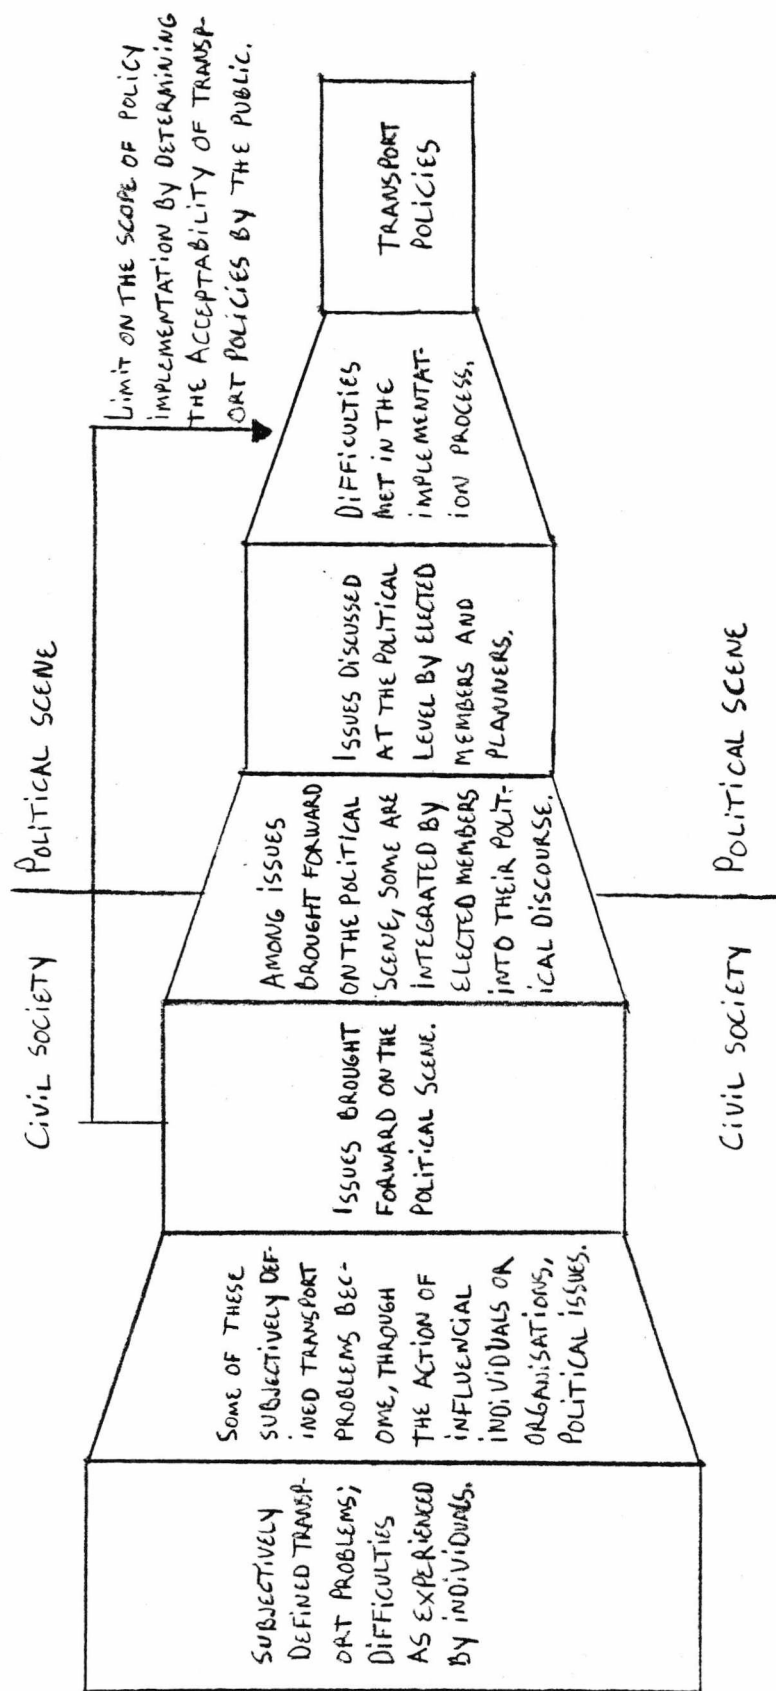 Civil Society
Political Scene
Limit on the scope of policy
implementation by determining
the acceptability of transp-
ort policies by the public.
Subjectively
defined transp-
ort problems;
difficulties
as experienced
by individuals.
Some of these
subjectively def-
ined transport
problems bec-
ome, through
the action of
influencial
individuals or
organisations,
political issues.
Issues brought
forward on the
political scene.
Among issues
brought forward
on the political
scene, some are
integrated by
elected members
into their polit-
ical discourse.
Issues discussed
at the political
level by elected
members and
planners.
Difficulties
met in the
implementat-
ion process.
Transport
policies
Civil Society
Political Scene